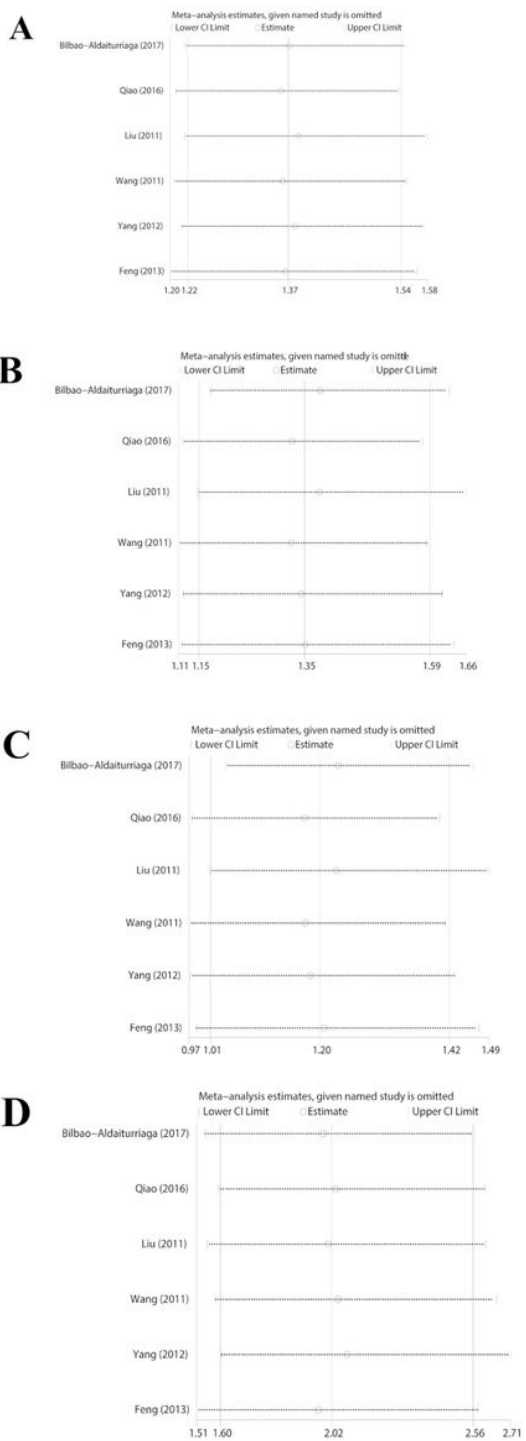 A
Meta-analysis estimates, given named study is omitted
Lower CI Limit Estimate Upper CI Limit
Bilbao-Aldaiturriaga (2017)
Qiao (2016)
Liu (2011)
Wang (2011)
Yang (2012)
Feng (2013)
1.20 1.22 1.37 1.54 1.58
B
Meta-analysis estimates, given named study is omitted
Lower CI Limit Estimate Upper CI Limit
Bilbao-Aldaiturriaga (2017)
Qiao (2016)
Liu (2011)
Wang (2011)
Yang (2012)
Feng (2013)
1.11 1.15 1.35 1.59 1.66
C
Meta-analysis estimates, given named study is omitted
Lower CI Limit Estimate Upper CI Limit
Bilbao-Aldaiturriaga (2017)
Qiao (2016)
Liu (2011)
Wang (2011)
Yang (2012)
Feng (2013)
0.97 1.01 1.20 1.42 1.49
D
Meta-analysis estimates, given named study is omitted
Lower CI Limit Estimate Upper CI Limit
Bilbao-Aldaiturriaga (2017)
Qiao (2016)
Liu (2011)
Wang (2011)
Yang (2012)
Feng (2013)
1.51 1.60 2.02 2.56 2.71